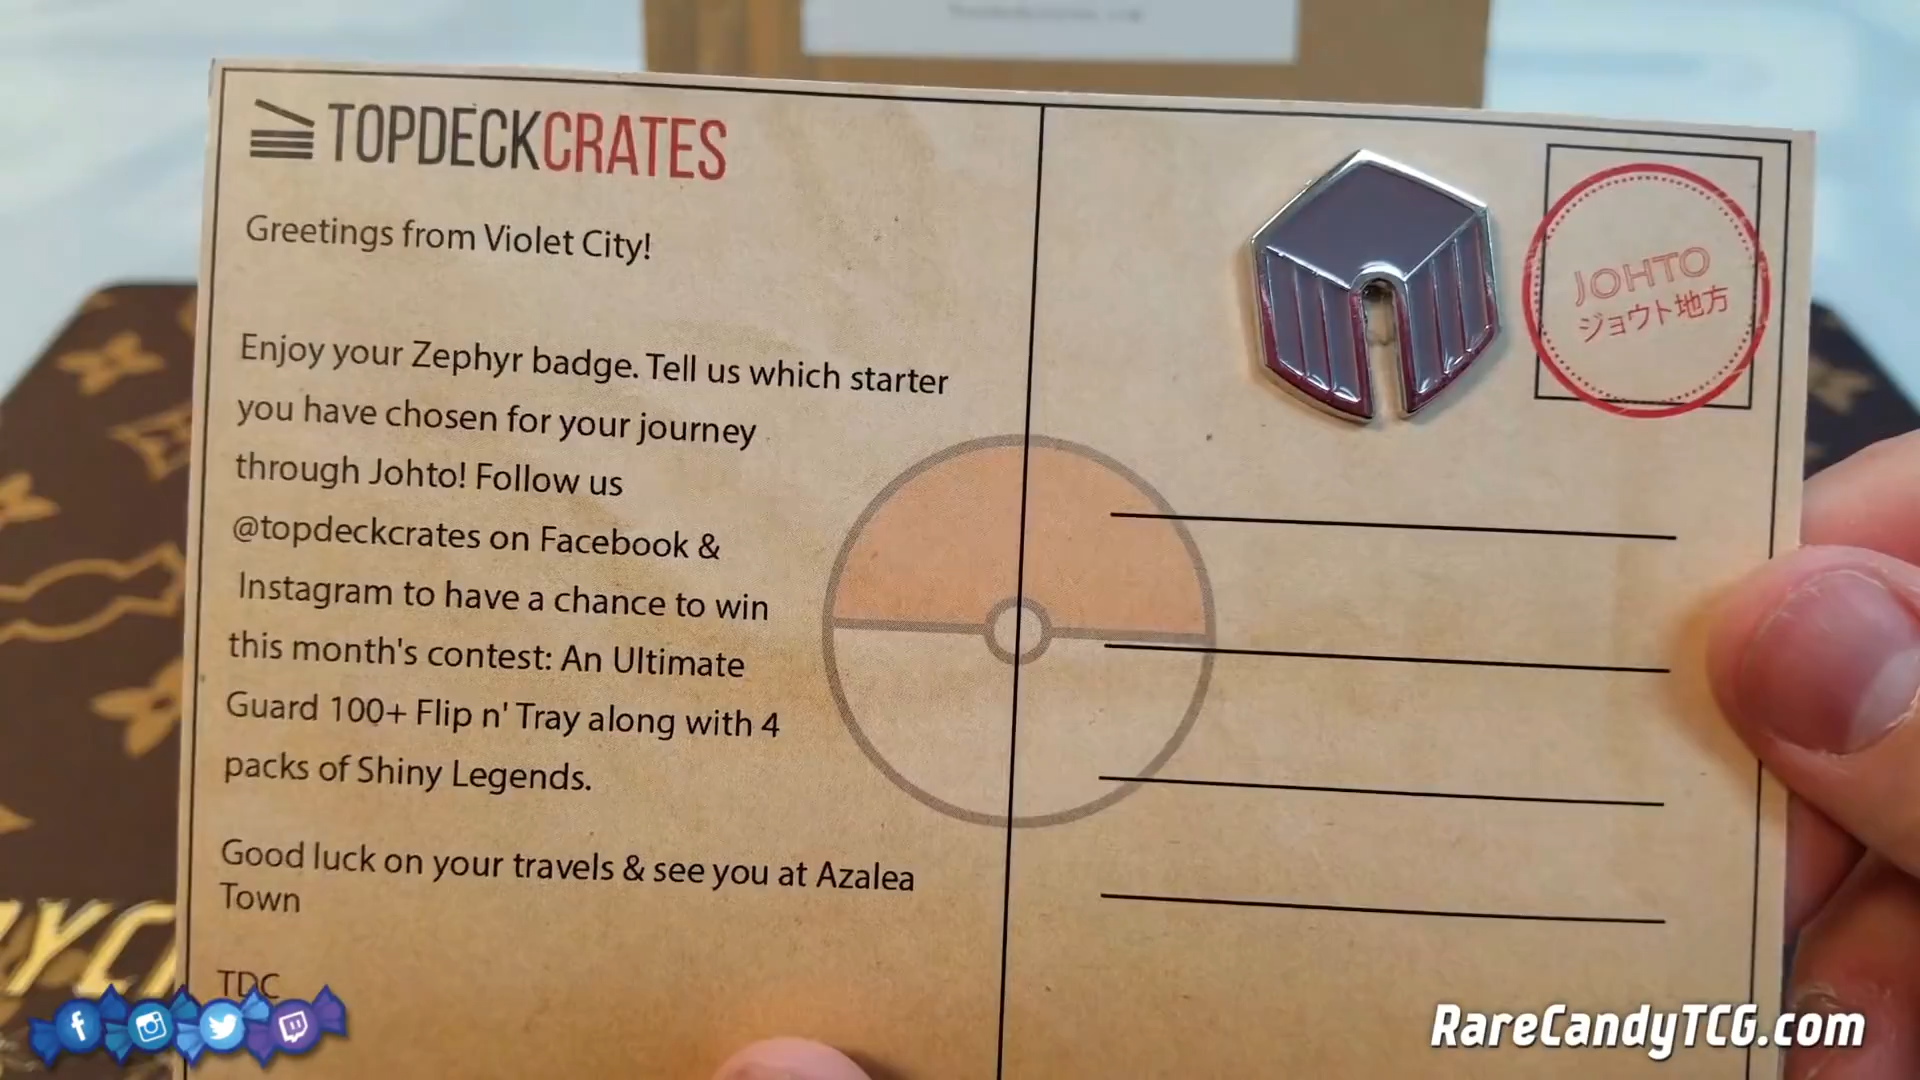 TOPDECKCRATES
Greetings from Violet City!
Enjoy your Zephyr badge. Tell us which starter
you have chosen for your journey
through Johto! Follow us
@topdeckcrates on Facebook &
Instagram to have a chance to win
this month's contest: An Ultimate
Guard 100+ Flip n' Tray along with 4
packs of Shiny Legends.
Good luck on your travels & see you at Azalea
Town
TDC
JOHTO
ジョウト地方
RareCandyTCG.com